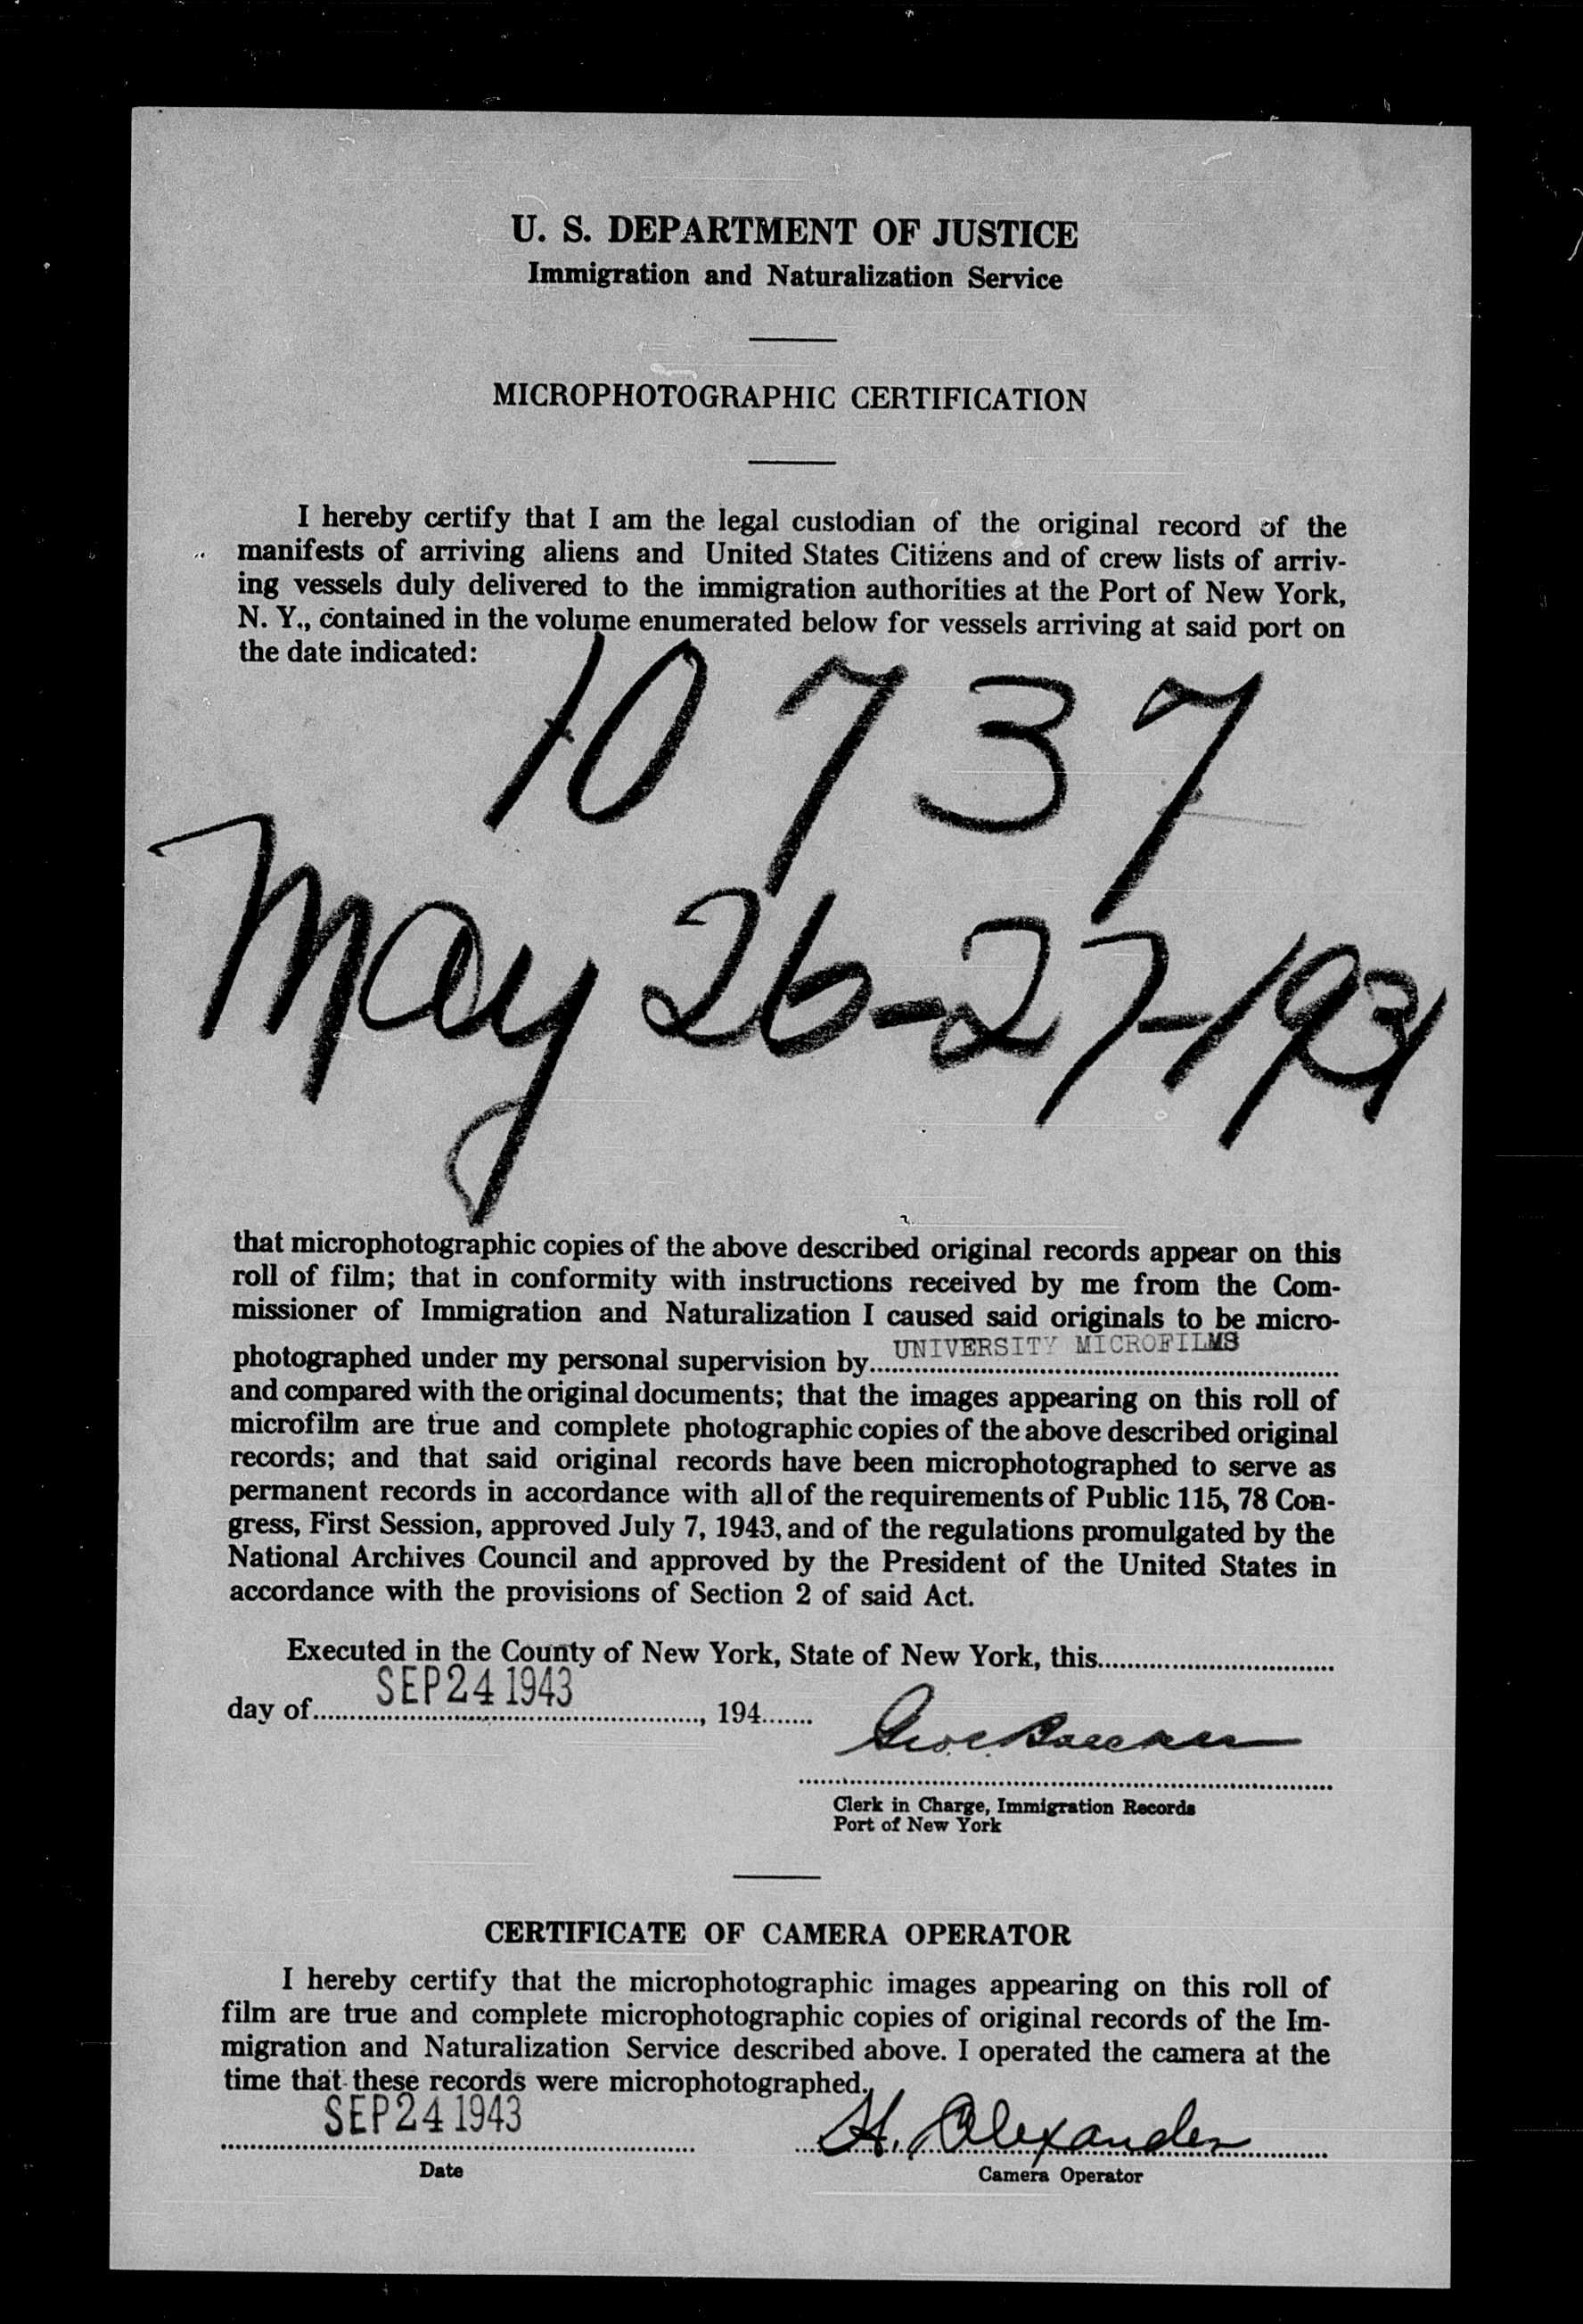 U. S. DEPARTMENT OF JUSTICE
Immigration and Naturalization Service
MICROPHOTOGRAPHIC CERTIFICATION
I hereby certify that I am the legal custodian of the original record of the
manifests of arriving aliens and United States Citizens and of crew lists of arriv-
ing vessels duly delivered to the immigration authorities at the Port of New York,
N. Y., contained in the volume enumerated below for vessels arriving at said port on
the date indicated:
10737
May 26-27-1931
that microphotographic copies of the above described original records appear on this
roll of film; that in conformity with instructions received by me from the Com-
missioner of Immigration and Naturalization I caused said originals to be micro-
photographed under my personal supervision by UNIVERSITY MICROFILMS
and compared with the original documents; that the images appearing on this roll of
microfilm are true and complete photographic copies of the above described original
records; and that said original records have been microphotographed to serve as
permanent records in accordance with all of the requirements of Public 115, 78 Con-
gress, First Session, approved July 7, 1943, and of the regulations promulgated by the
National Archives Council and approved by the President of the United States in
accordance with the provisions of Section 2 of said Act.
Executed in the County of New York, State of New York, this
day of SEP 24 1943, 194
Clerk in Charge, Immigration Records
Port of New York
CERTIFICATE OF CAMERA OPERATOR
I hereby certify that the microphotographic images appearing on this roll of
film are true and complete microphotographic copies of original records of the Im-
migration and Naturalization Service described above. I operated the camera at the
time that these records were microphotographed.
SEP 24 1943 H. Alexander
Date Camera Operator